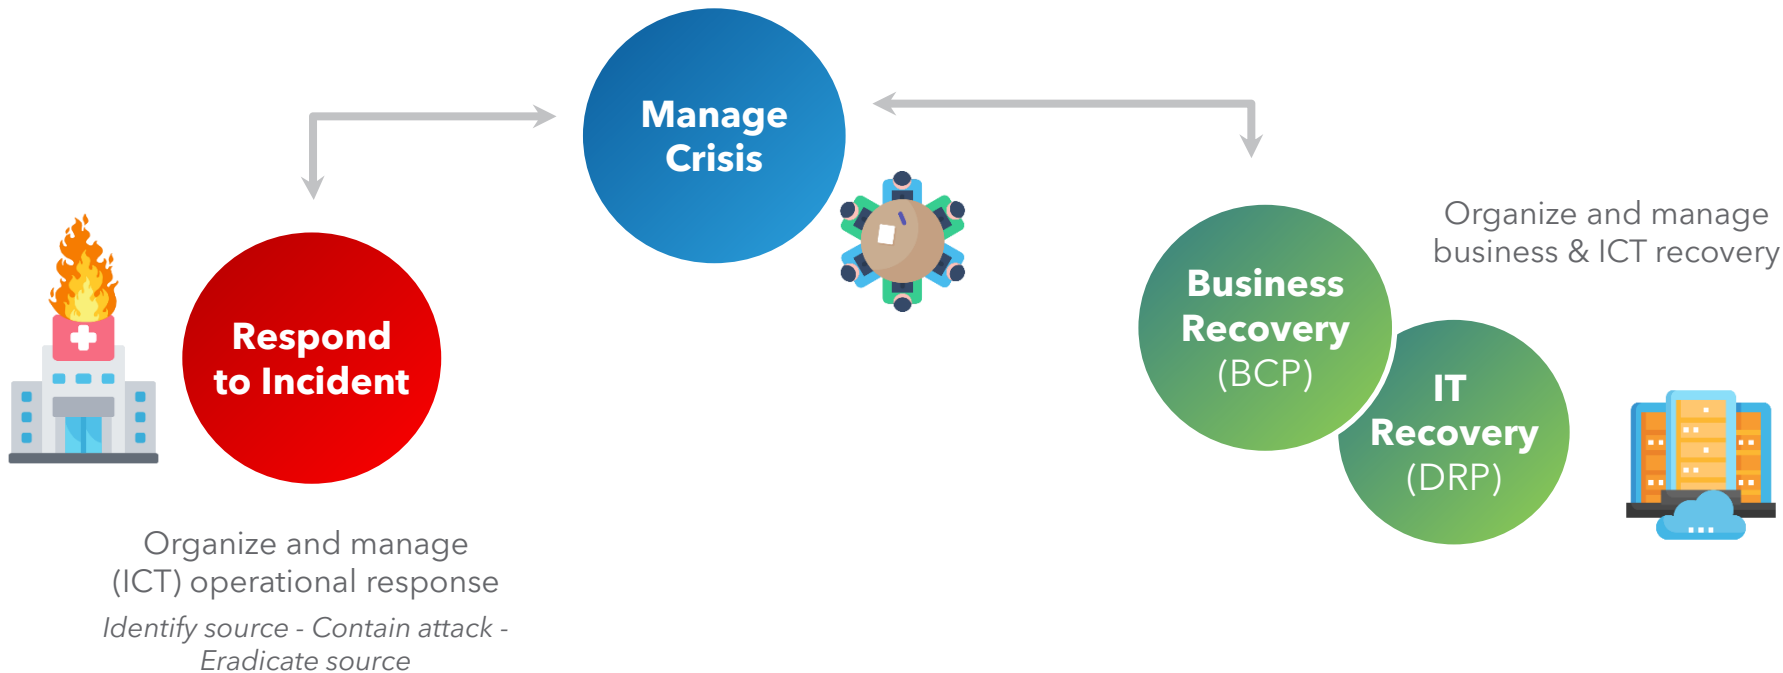 Manage
Crisis
Respond
to Incident
Organize and manage
(ICT) operational response
Identify source - Contain attack -
Eradicate source
Business
Recovery
(BCP)
IT
Recovery
(DRP)
Organize and manage
business & ICT recovery